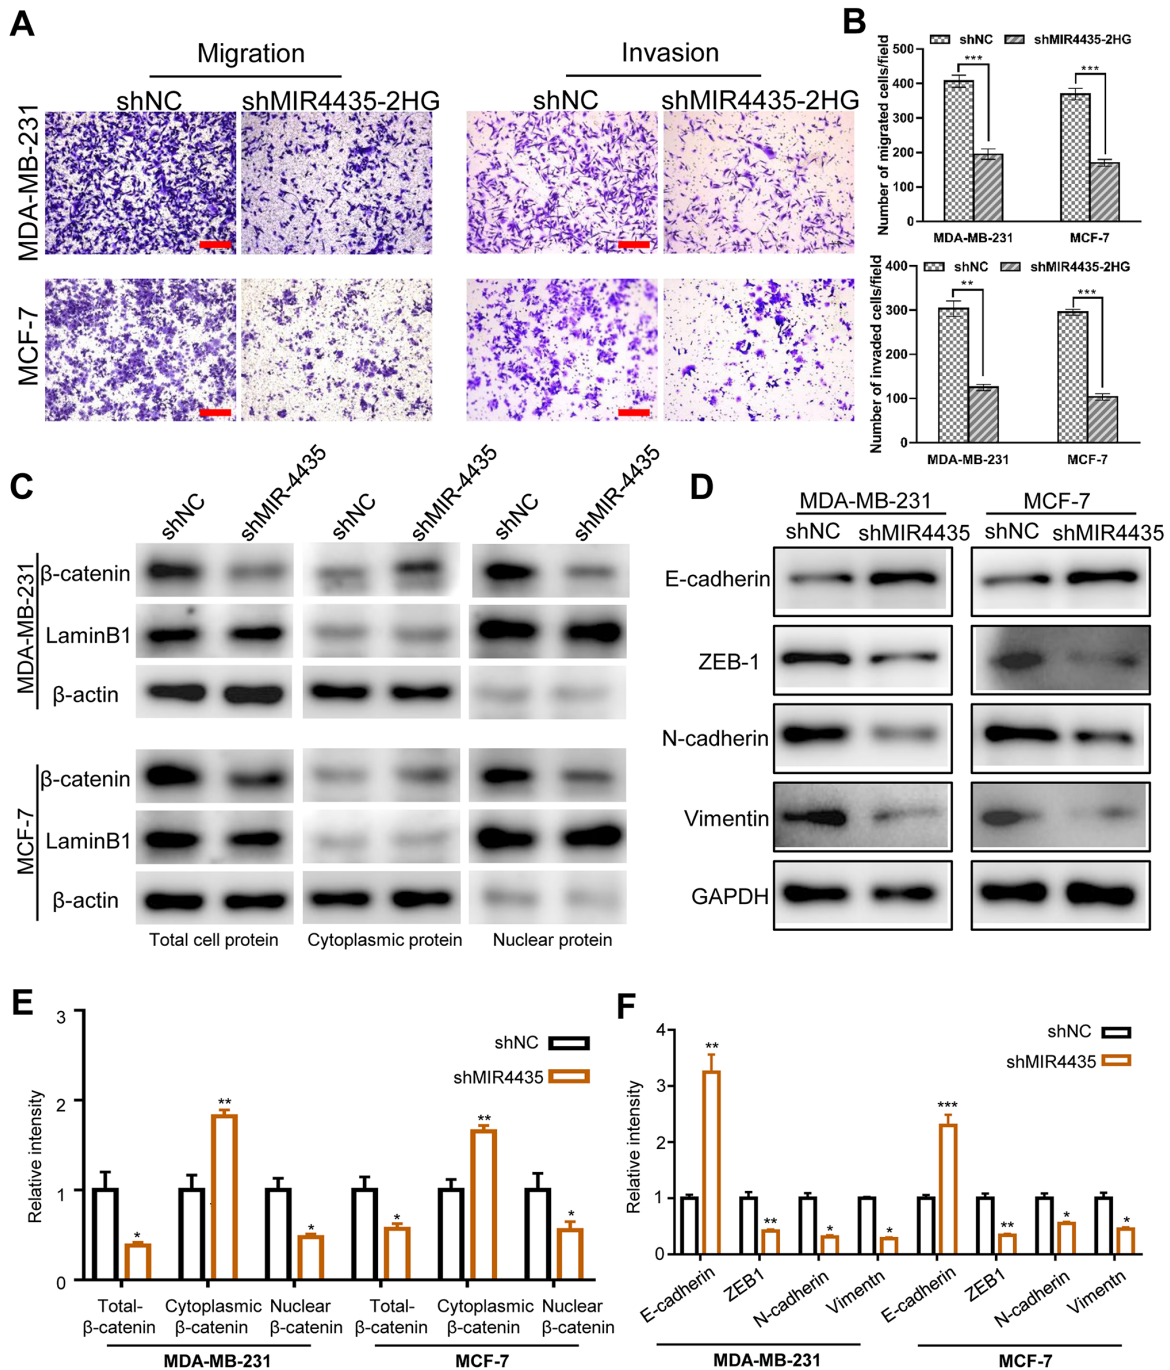 A
Migration
Invasion
shNC
shMIR4435-2HG
shNC
shMIR4435-2HG
MDA-MB-231
MCF-7
B
shNC
shMIR4435-2HG
Number of migrated cells/field
500
400
300
200
100
0
***
***
MDA-MB-231
MCF-7
shNC
shMIR4435-2HG
Number of invaded cells/field
400
300
200
100
0
**
***
MDA-MB-231
MCF-7
C
shNC
shMIR-4435
shNC
shMIR-4435
shNC
shMIR-4435
MDA-MB-231
β-catenin
LaminB1
β-actin
MCF-7
β-catenin
LaminB1
β-actin
Total cell protein
Cytoplasmic protein
Nuclear protein
D
MDA-MB-231
MCF-7
shNC
shMIR4435
shNC
shMIR4435
E-cadherin
ZEB-1
N-cadherin
Vimentin
GAPDH
E
Relative intensity
3
2
1
0
shNC
shMIR4435
*
**
*
*
**
*
Total-
β-catenin
Cytoplasmic
β-catenin
Nuclear
β-catenin
Total-
β-catenin
Cytoplasmic
β-catenin
Nuclear
β-catenin
MDA-MB-231
MCF-7
F
Relative intensity
4
3
2
1
0
shNC
shMIR4435
**
**
*
*
***
**
*
*
E-cadherin
ZEB1
N-cadherin
Vimentn
E-cadherin
ZEB1
N-cadherin
Vimentin
MDA-MB-231
MCF-7